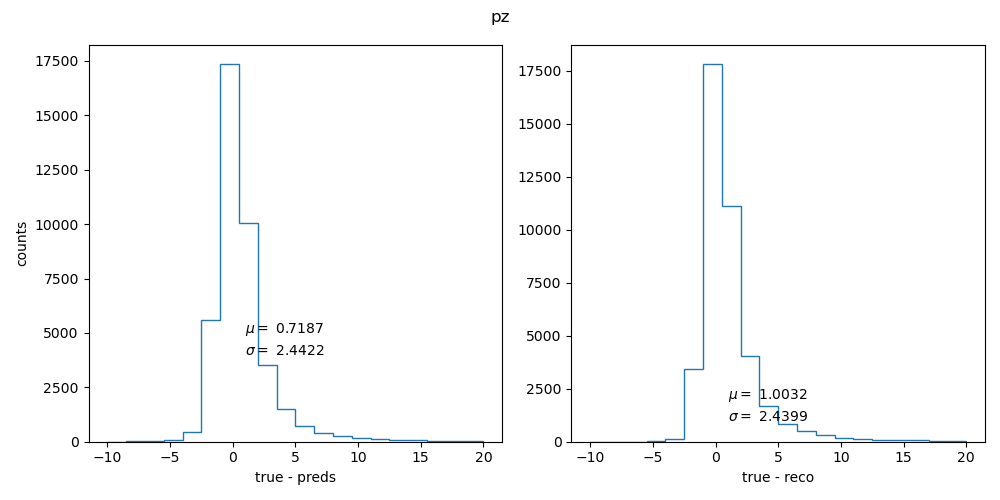 pz
17500
15000
12500
10000
7500
5000
2500
0
counts
μ = 0.7187
σ = 2.4422
−10 −5 0 5 10 15 20
true - preds
17500
15000
12500
10000
7500
5000
2500
0
μ = 1.0032
σ = 2.4399
−10 −5 0 5 10 15 20
true - reco